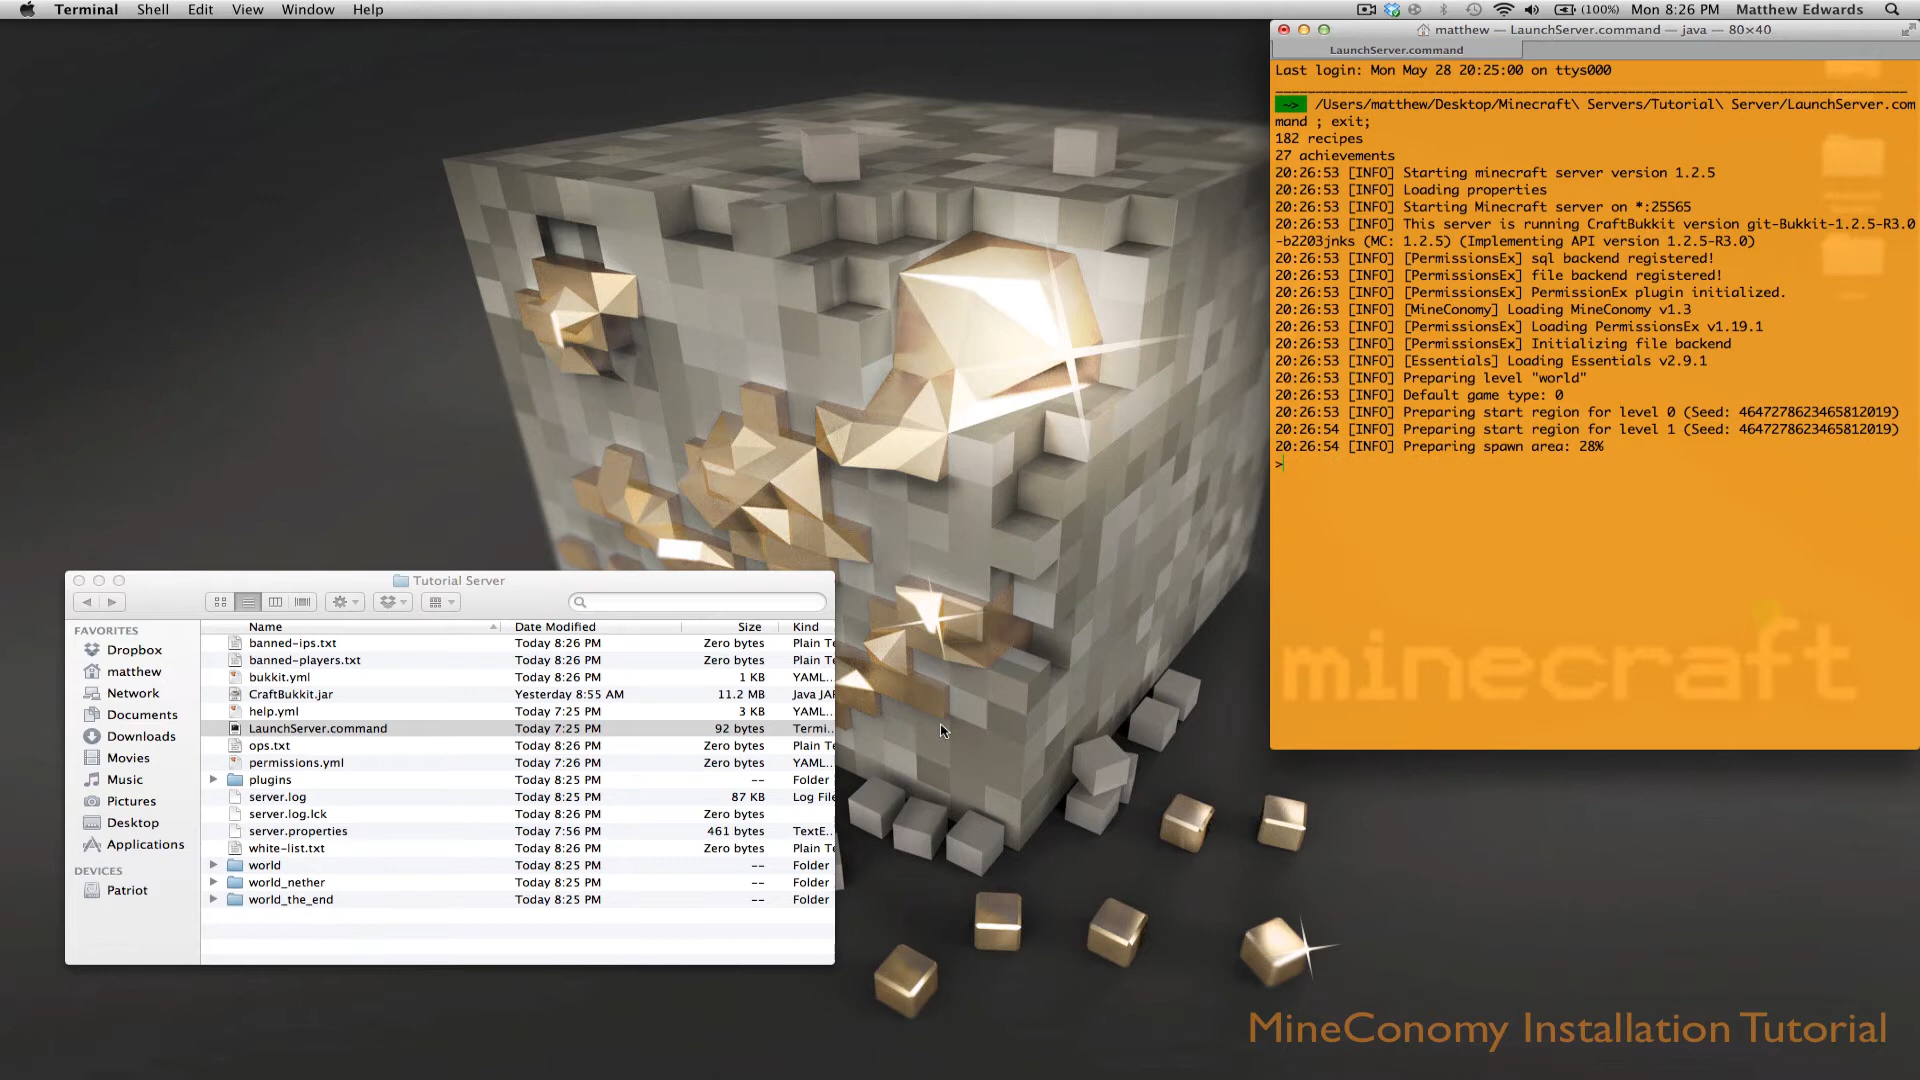 Terminal Shell Edit View Window Help
(100%) Mon 8:26 PM Matthew Edwards
matthew — LaunchServer.command — java — 80×40
LaunchServer.command
Last login: Mon May 28 20:25:00 on ttys000
~> /Users/matthew/Desktop/Minecraft\ Servers/Tutorial\ Server/LaunchServer.com
mand ; exit;
182 recipes
27 achievements
20:26:53 [INFO] Starting minecraft server version 1.2.5
20:26:53 [INFO] Loading properties
20:26:53 [INFO] Starting Minecraft server on *:25565
20:26:53 [INFO] This server is running CraftBukkit version git-Bukkit-1.2.5-R3.0
-b2203jnks (MC: 1.2.5) (Implementing API version 1.2.5-R3.0)
20:26:53 [INFO] [PermissionsEx] sql backend registered!
20:26:53 [INFO] [PermissionsEx] file backend registered!
20:26:53 [INFO] [PermissionsEx] PermissionEx plugin initialized.
20:26:53 [INFO] [MineConomy] Loading MineConomy v1.3
20:26:53 [INFO] [PermissionsEx] Loading PermissionsEx v1.19.1
20:26:53 [INFO] [PermissionsEx] Initializing file backend
20:26:53 [INFO] [Essentials] Loading Essentials v2.9.1
20:26:53 [INFO] Preparing level "world"
20:26:53 [INFO] Default game type: 0
20:26:53 [INFO] Preparing start region for level 0 (Seed: 4647278623465812019)
20:26:54 [INFO] Preparing start region for level 1 (Seed: 4647278623465812019)
20:26:54 [INFO] Preparing spawn area: 28%
>
minecraft
Tutorial Server
FAVORITES
Dropbox
matthew
Network
Documents
Downloads
Movies
Music
Pictures
Desktop
Applications
DEVICES
Patriot
Name Date Modified Size Kind
banned-ips.txt Today 8:26 PM Zero bytes Plain Te
banned-players.txt Today 8:26 PM Zero bytes Plain Te
bukkit.yml Today 8:26 PM 1 KB YAML...
CraftBukkit.jar Yesterday 8:55 AM 11.2 MB Java JAR
help.yml Today 7:25 PM 3 KB YAML...
LaunchServer.command Today 7:25 PM 92 bytes Termi...
ops.txt Today 8:26 PM Zero bytes Plain Te
permissions.yml Today 7:26 PM Zero bytes YAML...
plugins Today 8:25 PM -- Folder
server.log Today 8:25 PM 87 KB Log File
server.log.lck Today 8:26 PM Zero bytes
server.properties Today 7:56 PM 461 bytes TextE...
white-list.txt Today 8:26 PM Zero bytes Plain Te
world Today 8:25 PM -- Folder
world_nether Today 8:25 PM -- Folder
world_the_end Today 8:25 PM -- Folder
MineConomy Installation Tutorial